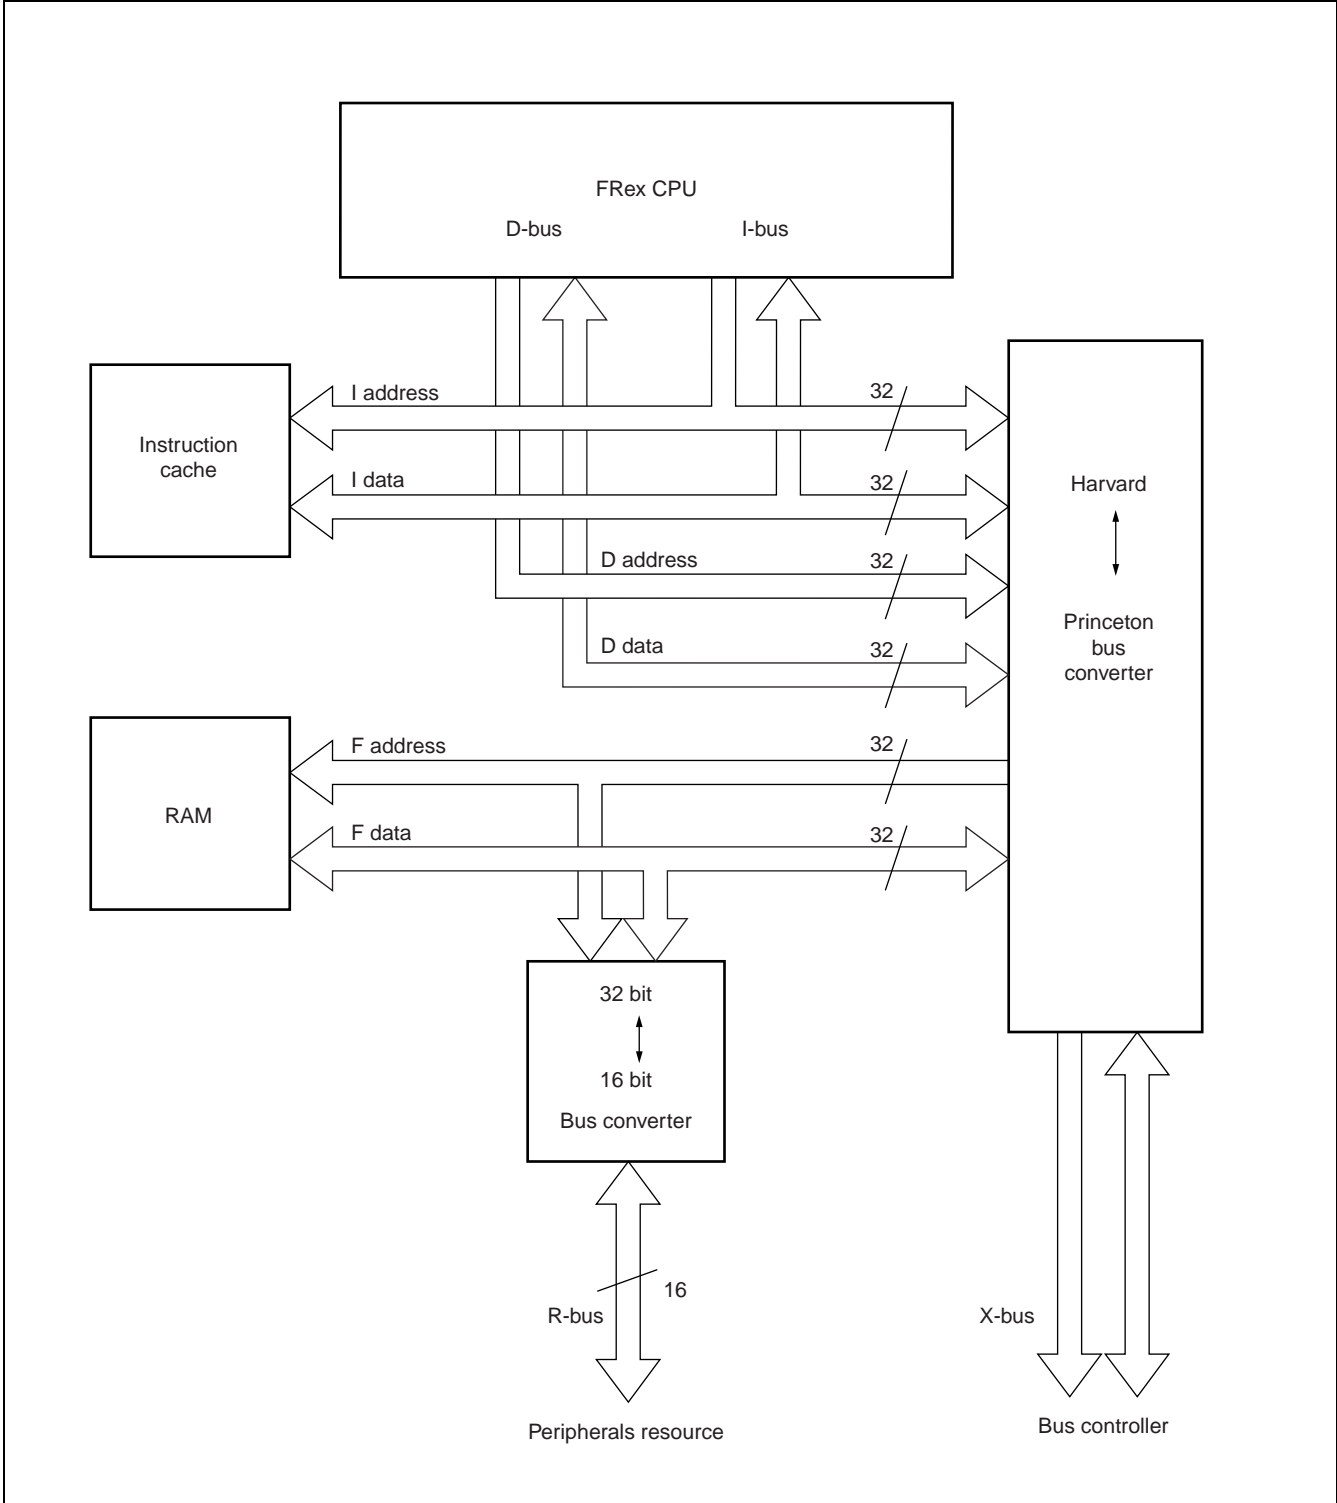 FRex CPU
D-bus
I-bus
I address
32
Instruction
cache
I data
32
Harvard
D address
32
Princeton
bus
converter
D data
32
F address
32
RAM
F data
32
32 bit
16 bit
Bus converter
16
R-bus
X-bus
Peripherals resource
Bus controller